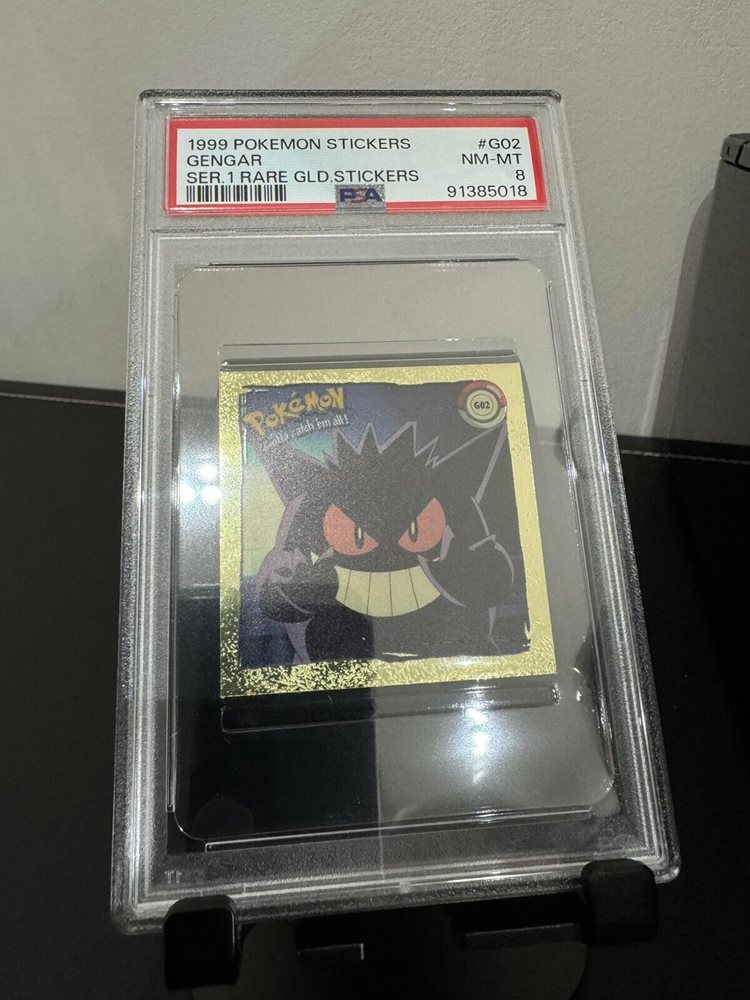 1999 POKEMON STICKERS #G02
GENGAR NM-MT
SER.1 RARE GLD.STICKERS 8
PSA 91385018
POKéMON
Gotta catch 'em all!
G02